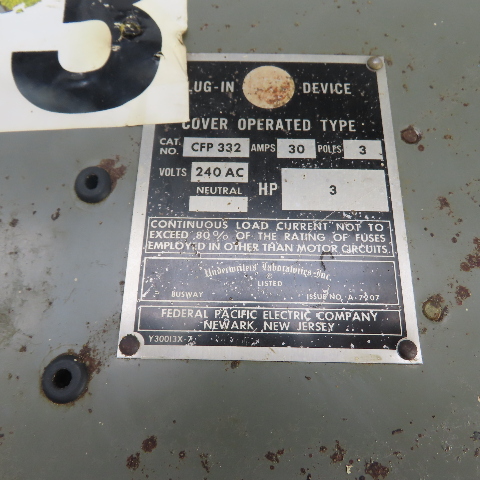 3
PLUG-IN DEVICE
COVER OPERATED TYPE
CAT. NO. CFP 332 AMPS 30 POLES 3
VOLTS 240 AC
NEUTRAL
HP 3
CONTINUOUS LOAD CURRENT NOT TO
EXCEED 80% OF THE RATING OF FUSES
EMPLOYED IN OTHER THAN MOTOR CIRCUITS.
Underwriters' Laboratories, Inc.
LISTED
BUSWAY ISSUE NO. A-7207
FEDERAL PACIFIC ELECTRIC COMPANY
NEWARK, NEW JERSEY
Y30013X-7